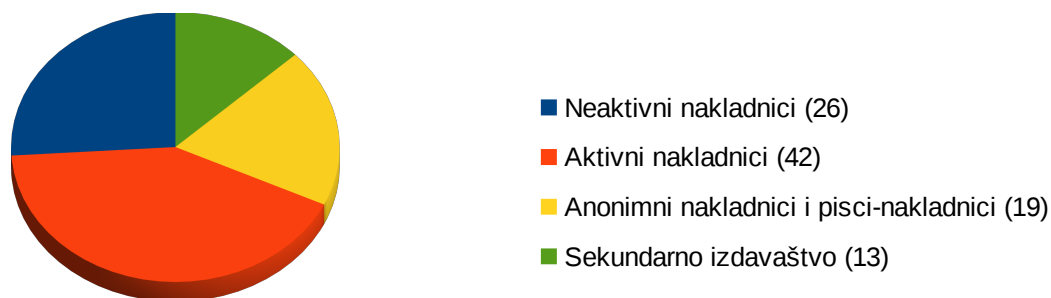 Neaktivni nakladnici (26)
Aktivni nakladnici (42)
Anonimni nakladnici i pisci-nakladnici (19)
Sekundarno izdavaštvo (13)